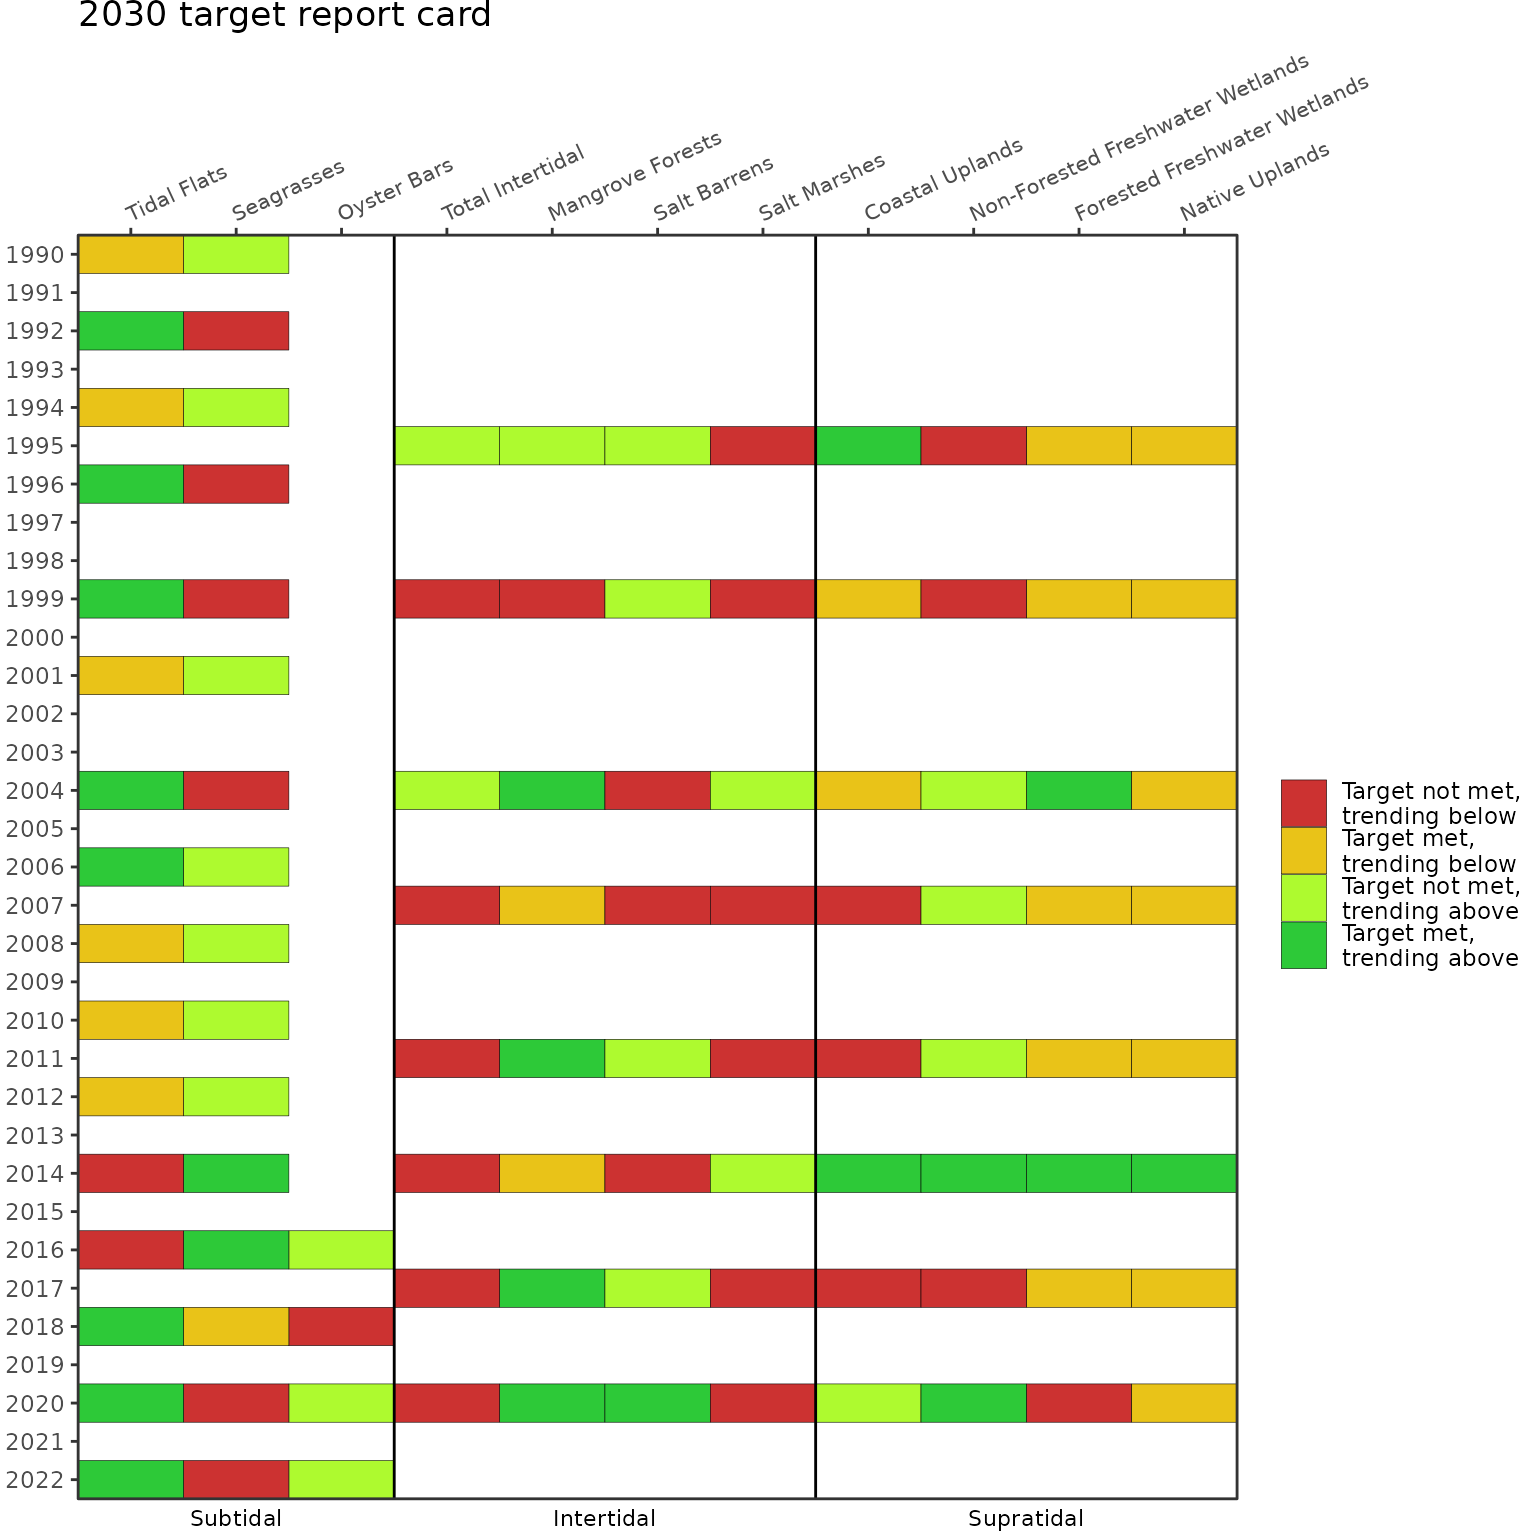 2030 target report card
Tidal Flats
Seagrasses
Oyster Bars
Total Intertidal
Mangrove Forests
Salt Barrens
Salt Marshes
Coastal Uplands
Non-Forested Freshwater Wetlands
Forested Freshwater Wetlands
Native Uplands
1990
1991
1992
1993
1994
1995
1996
1997
1998
1999
2000
2001
2002
2003
2004
2005
2006
2007
2008
2009
2010
2011
2012
2013
2014
2015
2016
2017
2018
2019
2020
2021
2022
Subtidal
Intertidal
Supratidal
Target not met,
trending below
Target met,
trending below
Target not met,
trending above
Target met,
trending above